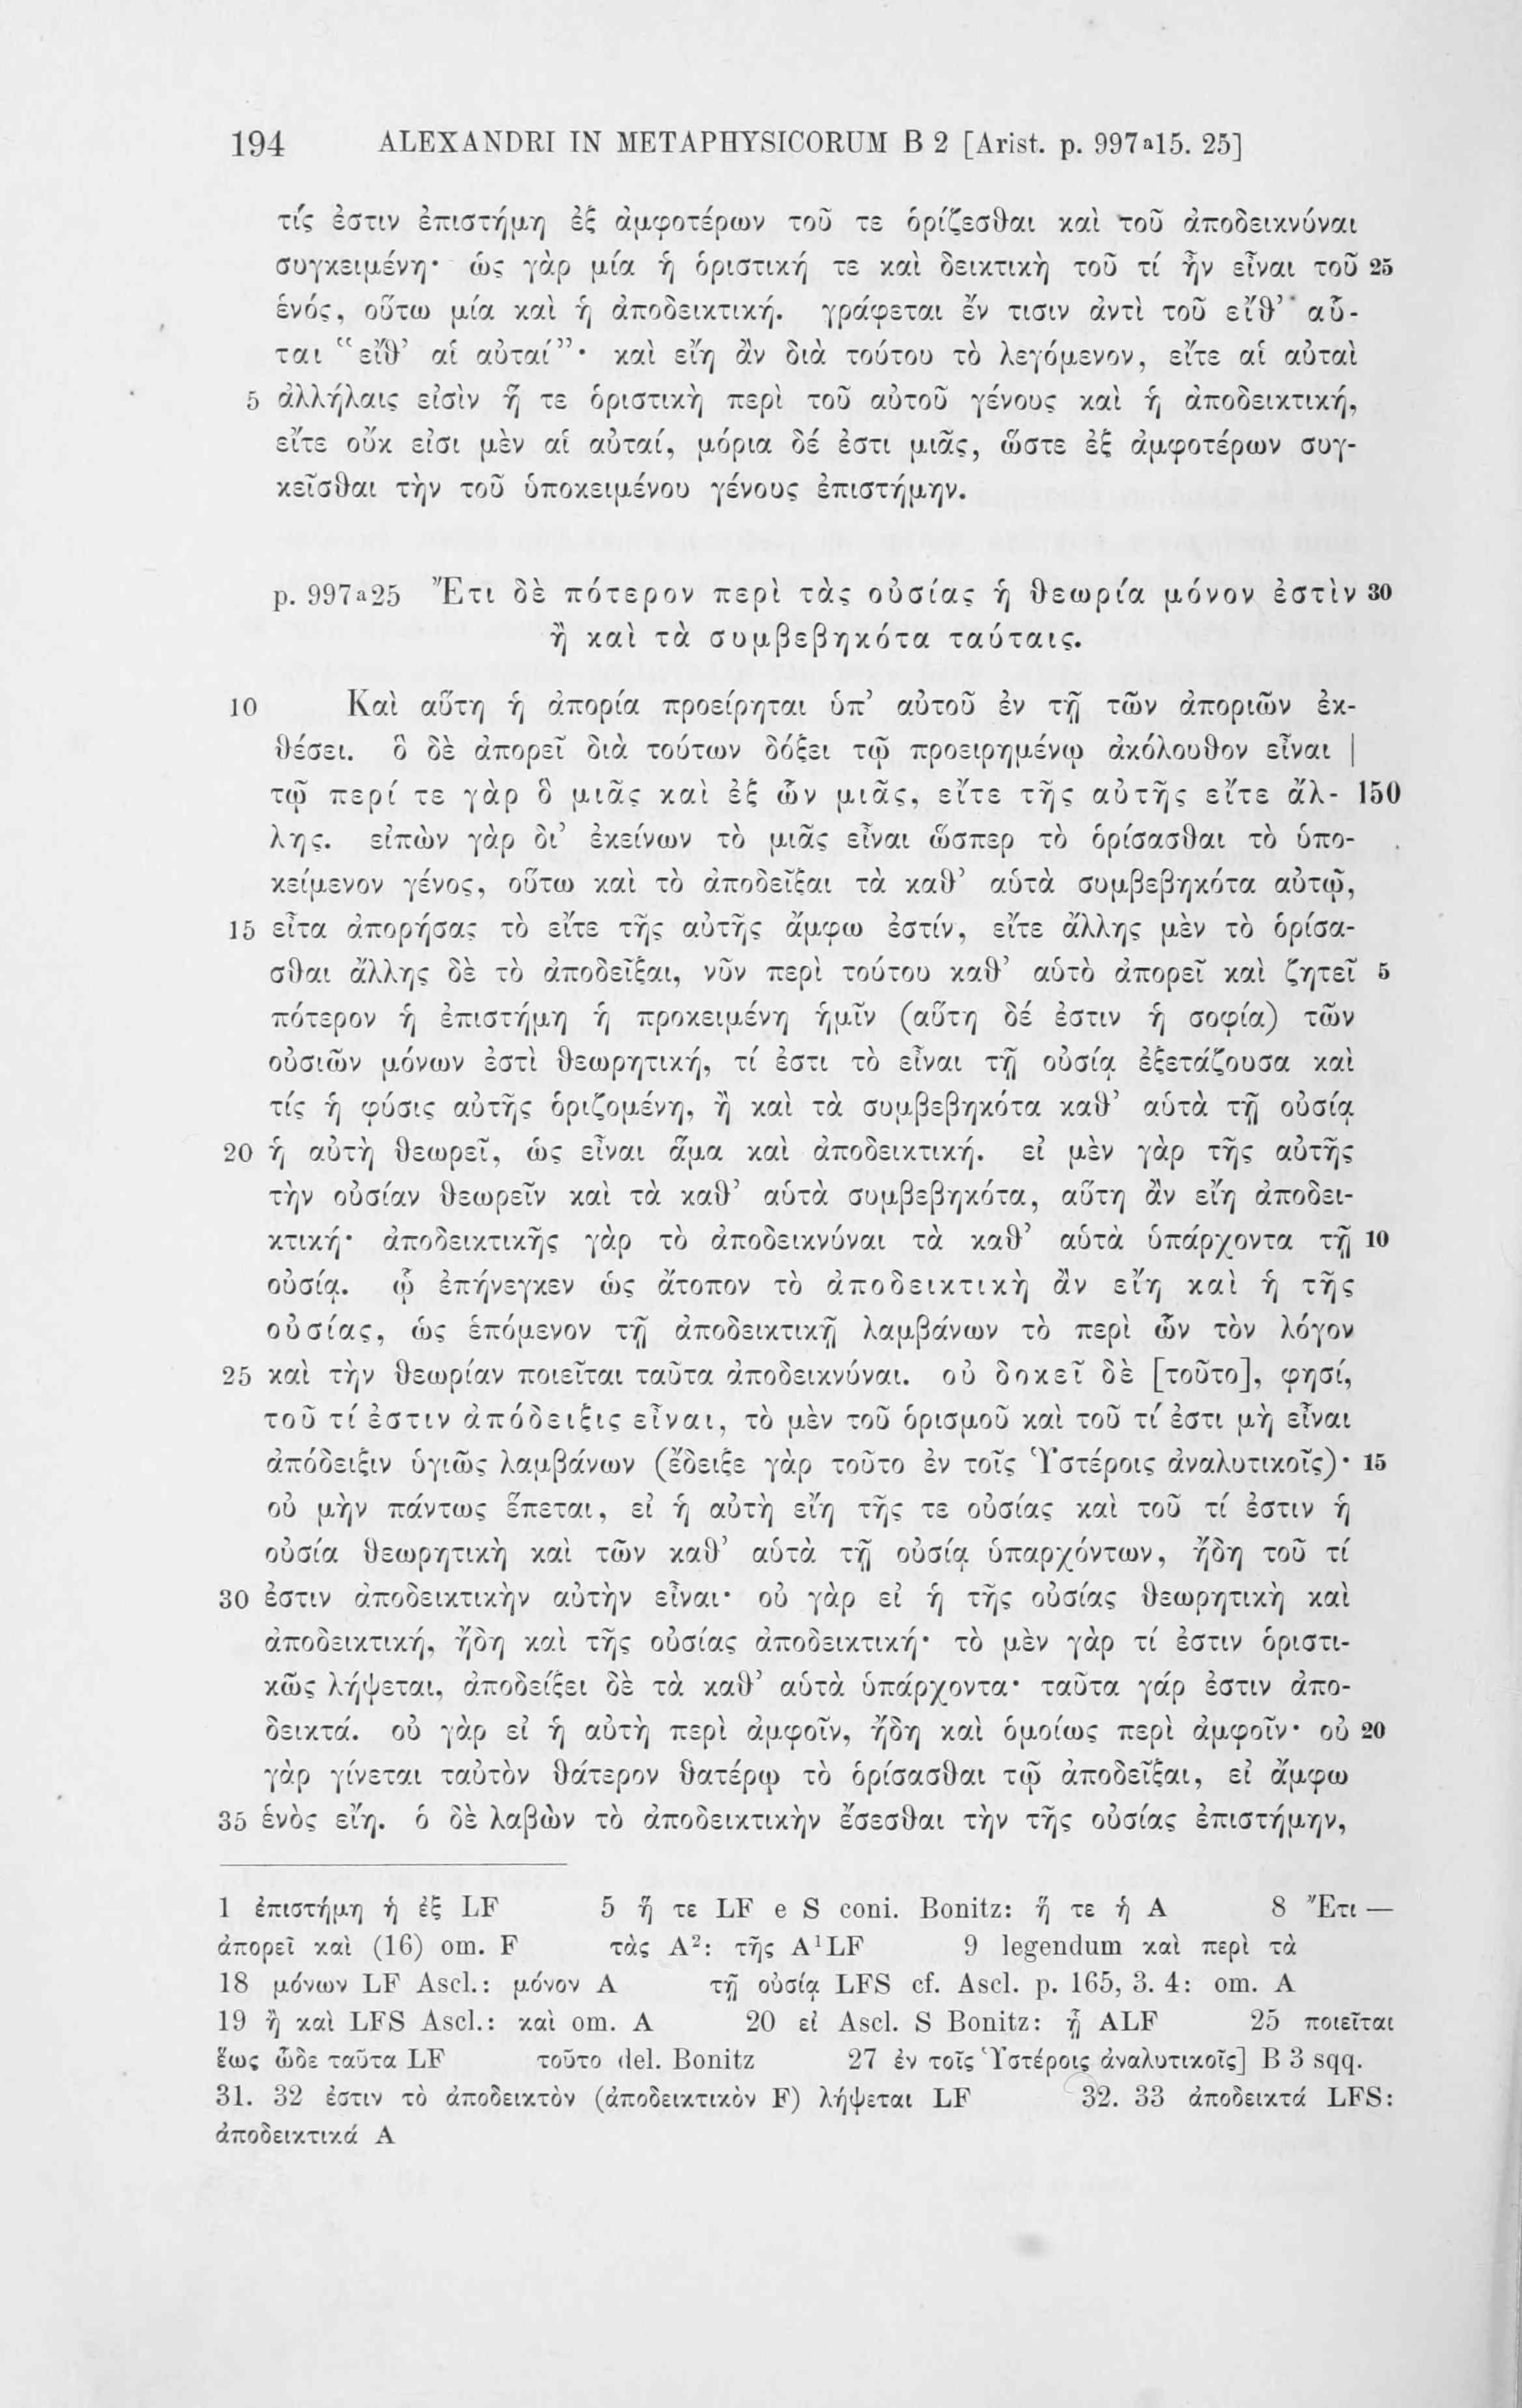 194 ALEXANDRI IN METAPHYSICORUM B 2 [Arist. p. 997a15. 25]
τίς ἐστιν ἐπιστήμη ἐξ ἀμφοτέρων τοῦ τε ὁρίζεσθαι καὶ τοῦ ἀποδεικνύναι
συγκειμένη· ὡς γὰρ μία ἡ ὁριστική τε καὶ δεικτικὴ τοῦ τί ἦν εἶναι τοῦ 25
ἑνός, οὕτω μία καὶ ἡ ἀποδεικτική. γράφεται ἔν τισιν ἀντὶ τοῦ εἴθ’ αὗ-
ται “εἴθ’ αἱ αὐταί”· καὶ εἴη ἂν διὰ τούτου τὸ λεγόμενον, εἴτε αἱ αὐταὶ
5 ἀλλήλαις εἰσὶν ἥ τε ὁριστικὴ περὶ τοῦ αὐτοῦ γένους καὶ ἡ ἀποδεικτική,
εἴτε οὔκ εἰσι μὲν αἱ αὐταί, μόρια δέ ἐστι μιᾶς, ὥστε ἐξ ἀμφοτέρων συγ-
κεῖσθαι τὴν τοῦ ὑποκειμένου γένους ἐπιστήμην.
p. 997a25 Ἔτι δὲ πότερον περὶ τὰς οὐσίας ἡ θεωρία μόνον ἐστὶν 30
ἢ καὶ τὰ συμβεβηκότα ταύταις.
10 Καὶ αὕτη ἡ ἀπορία προείρηται ὑπ’ αὐτοῦ ἐν τῇ τῶν ἀποριῶν ἐκ-
θέσει. ὃ δὲ ἀπορεῖ διὰ τούτων δόξει τῷ προειρημένῳ ἀκόλουθον εἶναι |
τῷ περί τε γὰρ ὃ μιᾶς καὶ ἐξ ὧν μιᾶς, εἴτε τῆς αὐτῆς εἴτε ἄλ- 150
λης. εἰπὼν γὰρ δι’ ἐκείνων τὸ μιᾶς εἶναι ὥσπερ τὸ ὁρίσασθαι τὸ ὑπο-
κείμενον γένος, οὕτω καὶ τὸ ἀποδεῖξαι τὰ καθ’ αὑτὰ συμβεβηκότα αὐτῷ,
15 εἶτα ἀπορήσας τὸ εἴτε τῆς αὐτῆς ἄμφω ἐστίν, εἴτε ἄλλης μὲν τὸ ὁρίσα-
σθαι ἄλλης δὲ τὸ ἀποδεῖξαι, νῦν περὶ τούτου καθ’ αὑτὸ ἀπορεῖ καὶ ζητεῖ 5
πότερον ἡ ἐπιστήμη ἡ προκειμένη ἡμῖν (αὕτη δέ ἐστιν ἡ σοφία) τῶν
οὐσιῶν μόνων ἐστὶ θεωρητική, τί ἐστι τὸ εἶναι τῇ οὐσίᾳ ἐξετάζουσα καὶ
τίς ἡ φύσις αὐτῆς ὁριζομένη, ἢ καὶ τὰ συμβεβηκότα καθ’ αὑτὰ τῇ οὐσίᾳ
20 ἡ αὐτὴ θεωρεῖ, ὡς εἶναι ἅμα καὶ ἀποδεικτική. εἰ μὲν γὰρ τῆς αὐτῆς
τὴν οὐσίαν θεωρεῖν καὶ τὰ καθ’ αὑτὰ συμβεβηκότα, αὕτη ἂν εἴη ἀποδει-
κτική· ἀποδεικτικῆς γὰρ τὸ ἀποδεικνύναι τὰ καθ’ αὑτὰ ὑπάρχοντα τῇ 10
οὐσίᾳ. ᾧ ἐπήνεγκεν ὡς ἄτοπον τὸ ἀποδεικτικὴ ἂν εἴη καὶ ἡ τῆς
οὐσίας, ὡς ἑπόμενον τῇ ἀποδεικτικῇ λαμβάνων τὸ περὶ ὧν τὸν λόγον
25 καὶ τὴν θεωρίαν ποιεῖται ταῦτα ἀποδεικνύναι. οὐ δοκεῖ δὲ [τοῦτο], φησί,
τοῦ τί ἐστιν ἀπόδειξις εἶναι, τὸ μὲν τοῦ ὁρισμοῦ καὶ τοῦ τί ἐστι μὴ εἶναι
ἀπόδειξιν ὑγιῶς λαμβάνων (ἔδειξε γὰρ τοῦτο ἐν τοῖς Ὑστέροις ἀναλυτικοῖς)· 15
οὐ μὴν πάντως ἕπεται, εἰ ἡ αὐτὴ εἴη τῆς τε οὐσίας καὶ τοῦ τί ἐστιν ἡ
οὐσία θεωρητικὴ καὶ τῶν καθ’ αὑτὰ τῇ οὐσίᾳ ὑπαρχόντων, ἤδη τοῦ τί
30 ἐστιν ἀποδεικτικὴν αὐτὴν εἶναι· οὐ γὰρ εἰ ἡ τῆς οὐσίας θεωρητικὴ καὶ
ἀποδεικτική, ἤδη καὶ τῆς οὐσίας ἀποδεικτική· τὸ μὲν γὰρ τί ἐστιν ὁριστι-
κῶς λήψεται, ἀποδείξει δὲ τὰ καθ’ αὑτὰ ὑπάρχοντα· ταῦτα γάρ ἐστιν ἀπο-
δεικτά. οὐ γὰρ εἰ ἡ αὐτὴ περὶ ἀμφοῖν, ἤδη καὶ ὁμοίως περὶ ἀμφοῖν· οὐ 20
γὰρ γίνεται ταὐτὸν θάτερον θατέρῳ τὸ ὁρίσασθαι τῷ ἀποδεῖξαι, εἰ ἄμφω
35 ἑνὸς εἴη. ὁ δὲ λαβὼν τὸ ἀποδεικτικὴν ἔσεσθαι τὴν τῆς οὐσίας ἐπιστήμην,
1 ἐπιστήμη ἡ ἐξ LF 5 ἥ τε LF e S coni. Bonitz: ἥ τε ἡ A 8 Ἔτι —
ἀπορεῖ καὶ (16) om. F τὰς A²: τῆς A¹LF 9 legendum καὶ περὶ τὰ
18 μόνων LF Ascl.: μόνον A τῇ οὐσίᾳ LFS cf. Ascl. p. 165, 3. 4: om. A
19 ἢ καὶ LFS Ascl.: καὶ om. A 20 εἰ Ascl. S Bonitz: ᾗ ALF 25 ποιεῖται
ἕως ὧδε ταῦτα LF τοῦτο del. Bonitz 27 ἐν τοῖς Ὑστέροις ἀναλυτικοῖς] B 3 sqq.
31. 32 ἐστιν τὸ ἀποδεικτὸν (ἀποδεικτικὸν F) λήψεται LF 32. 33 ἀποδεικτά LFS:
ἀποδεικτικά A